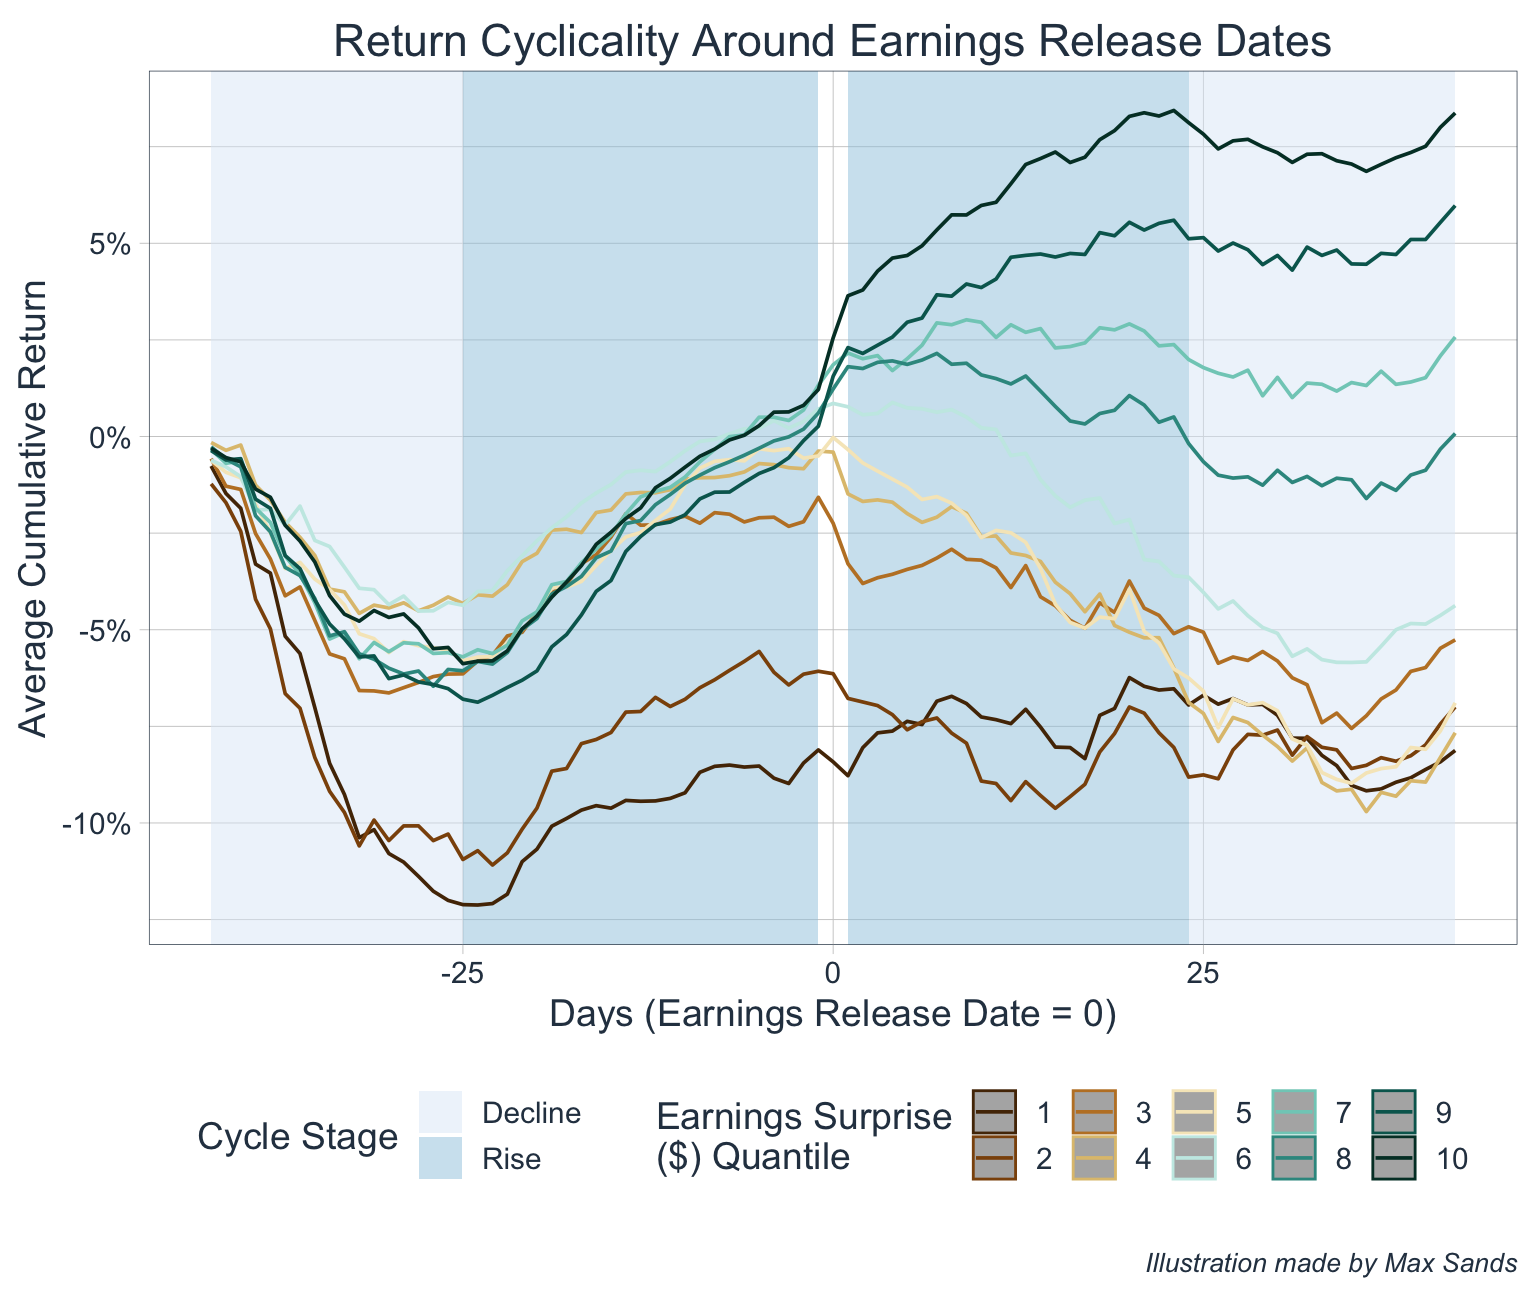 Return Cyclicality Around Earnings Release Dates
Average Cumulative Return
5%
0%
-5%
-10%
-25 0 25
Days (Earnings Release Date = 0)
Cycle Stage
Decline
Rise
Earnings Surprise
($) Quantile
1 3 5 7 9
2 4 6 8 10
Illustration made by Max Sands